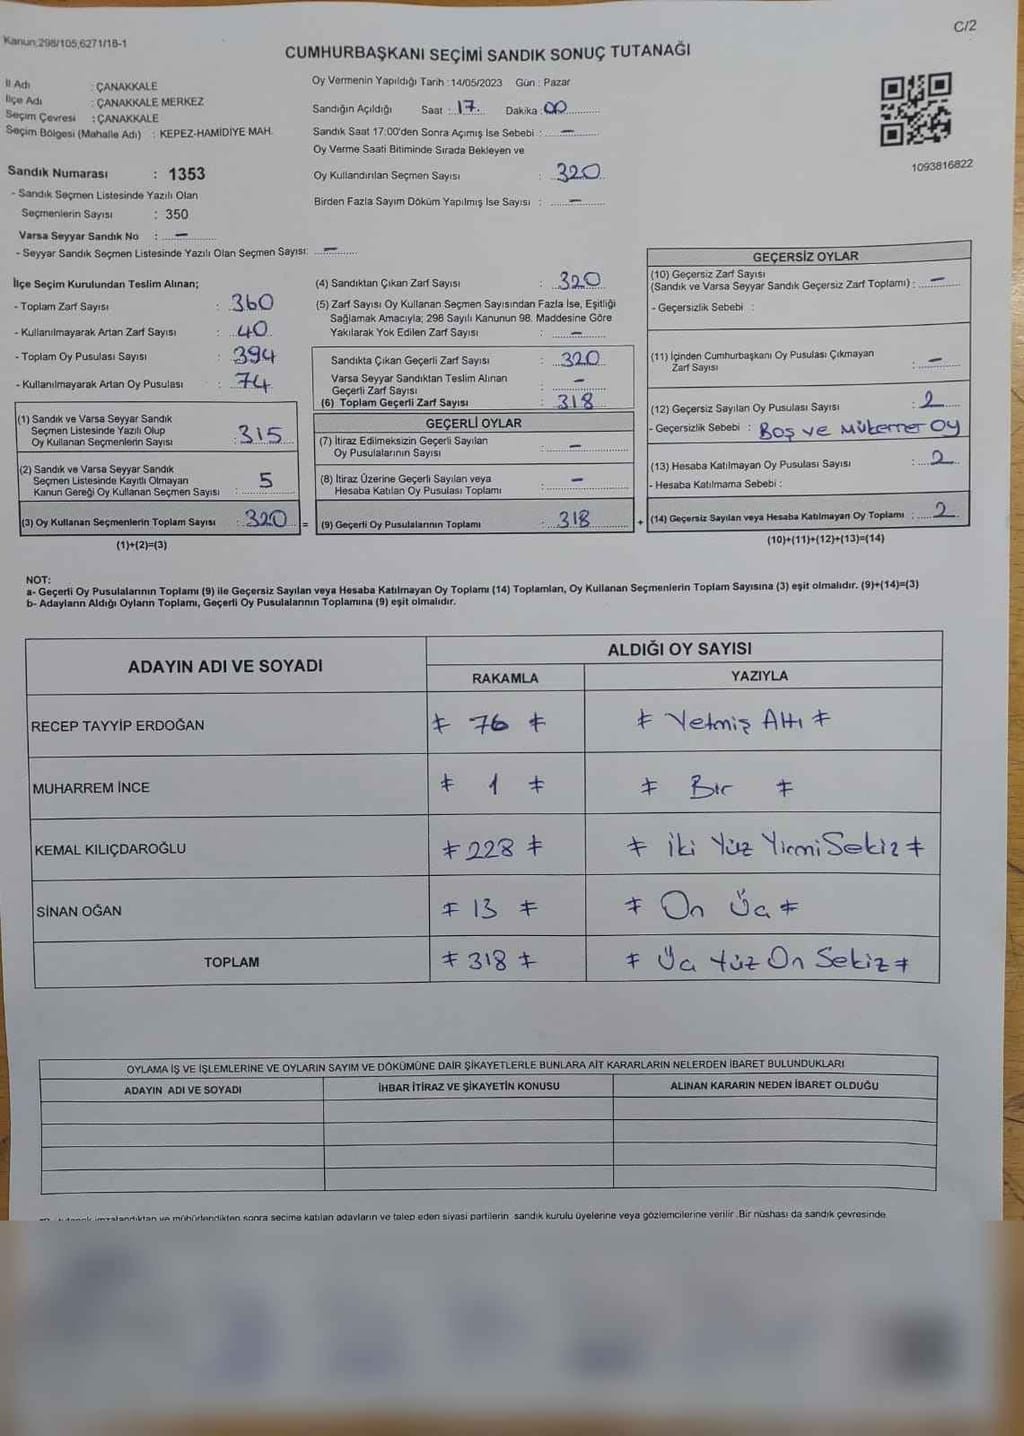 Kanun:298/105,6271/18-1
C/2
CUMHURBAŞKANI SEÇİMİ SANDIK SONUÇ TUTANAĞI
İl Adı : ÇANAKKALE
İlçe Adı : ÇANAKKALE MERKEZ
Seçim Çevresi : ÇANAKKALE
Seçim Bölgesi (Mahalle Adı) : KEPEZ-HAMİDİYE MAH.
Sandık Numarası : 1353
- Sandık Seçmen Listesinde Yazılı Olan
Seçmenlerin Sayısı : 350
Varsa Seyyar Sandık No : –
- Seyyar Sandık Seçmen Listesinde Yazılı Olan Seçmen Sayısı: –
Oy Vermenin Yapıldığı Tarih :14/05/2023 Gün : Pazar
Sandığın Açıldığı Saat : 17. Dakika : 00
Sandık Saat 17:00'den Sonra Açımış İse Sebebi : –
Oy Verme Saati Bitiminde Sırada Bekleyen ve
Oy Kullandırılan Seçmen Sayısı : 320
Birden Fazla Sayım Döküm Yapılmış İse Sayısı : –
1093816822
İlçe Seçim Kurulundan Teslim Alınan;
- Toplam Zarf Sayısı : 360
- Kullanılmayarak Artan Zarf Sayısı : 40
- Toplam Oy Pusulası Sayısı : 394
- Kullanılmayarak Artan Oy Pusulası : 74
(1) Sandık ve Varsa Seyyar Sandık
Seçmen Listesinde Yazılı Olup
Oy Kullanan Seçmenlerin Sayısı : 315
(2) Sandık ve Varsa Seyyar Sandık
Seçmen Listesinde Kayıtlı Olmayan
Kanun Gereği Oy Kullanan Seçmen Sayısı : 5
(3) Oy Kullanan Seçmenlerin Toplam Sayısı : 320 =
(1)+(2)=(3)
(4) Sandıktan Çıkan Zarf Sayısı : 320
(5) Zarf Sayısı Oy Kullanan Seçmen Sayısından Fazla İse, Eşitliği
Sağlamak Amacıyla; 298 Sayılı Kanunun 98. Maddesine Göre
Yakılarak Yok Edilen Zarf Sayısı : –
Sandıkta Çıkan Geçerli Zarf Sayısı : 320
Varsa Seyyar Sandıktan Teslim Alınan
Geçerli Zarf Sayısı : –
(6) Toplam Geçerli Zarf Sayısı : 318
GEÇERLİ OYLAR
(7) İtiraz Edilmeksizin Geçerli Sayılan
Oy Pusulalarının Sayısı : –
(8) İtiraz Üzerine Geçerli Sayılan veya
Hesaba Katılan Oy Pusulası Toplamı : –
(9) Geçerli Oy Pusulalarının Toplamı : 318 +
GEÇERSİZ OYLAR
(10) Geçersiz Zarf Sayısı
(Sandık ve Varsa Seyyar Sandık Geçersiz Zarf Toplamı) : –
- Geçersizlik Sebebi :
(11) İçinden Cumhurbaşkanı Oy Pusulası Çıkmayan
Zarf Sayısı : –
(12) Geçersiz Sayılan Oy Pusulası Sayısı : 2
- Geçersizlik Sebebi : Boş ve Mükerrer Oy
(13) Hesaba Katılmayan Oy Pusulası Sayısı : 2
- Hesaba Katılmama Sebebi :
(14) Geçersiz Sayılan veya Hesaba Katılmayan Oy Toplamı : 2
(10)+(11)+(12)+(13)=(14)
NOT:
a- Geçerli Oy Pusulalarının Toplamı (9) ile Geçersiz Sayılan veya Hesaba Katılmayan Oy Toplamı (14) Toplamları, Oy Kullanan Seçmenlerin Toplam Sayısına (3) eşit olmalıdır. (9)+(14)=(3)
b- Adayların Aldığı Oyların Toplamı, Geçerli Oy Pusulalarının Toplamına (9) eşit olmalıdır.
ADAYIN ADI VE SOYADI
ALDIĞI OY SAYISI
RAKAMLA YAZIYLA
RECEP TAYYİP ERDOĞAN ‡ 76 ‡ ‡ Yetmiş Altı ‡
MUHARREM İNCE ‡ 1 ‡ ‡ Bir ‡
KEMAL KILIÇDAROĞLU ‡ 228 ‡ ‡ iki Yüz Yirmi Sekiz ‡
SİNAN OĞAN ‡ 13 ‡ ‡ On Üç ‡
TOPLAM ‡ 318 ‡ ‡ Üç Yüz On Sekiz ‡
OYLAMA İŞ VE İŞLEMLERİNE VE OYLARIN SAYIM VE DÖKÜMÜNE DAİR ŞİKAYETLERLE BUNLARA AİT KARARLARIN NELERDEN İBARET BULUNDUKLARI
ADAYIN ADI VE SOYADI İHBAR İTİRAZ VE ŞİKAYETİN KONUSU ALINAN KARARIN NEDEN İBARET OLDUĞU
imzalandıktan ve mühürlendikten sonra seçime katılan adayların ve talep eden siyasi partilerin sandık kurulu üyelerine veya gözlemcilerine verilir.Bir nüshası da sandık çevresinde